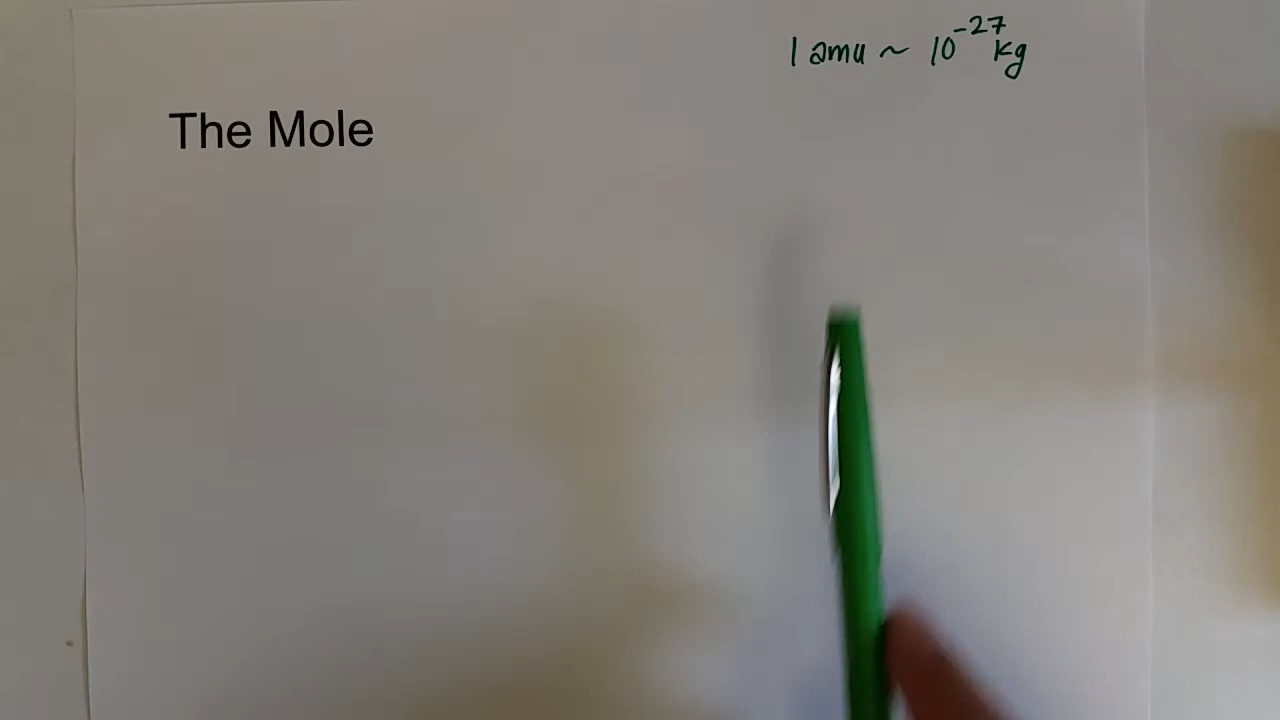 1 amu ~ 10⁻²⁷ kg
The Mole